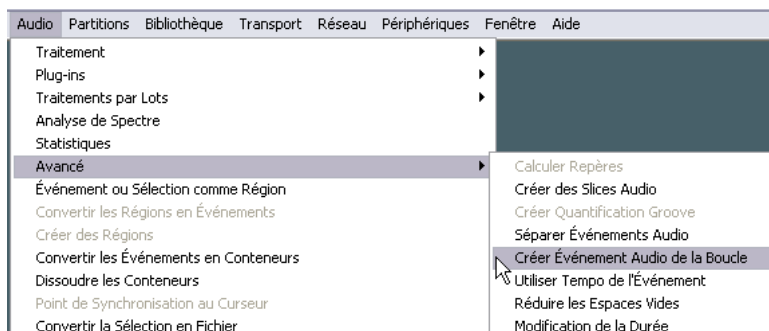 Audio Partitions Bibliothèque Transport Réseau Périphériques Fenêtre Aide
Traitement
Plug-ins
Traitements par Lots
Analyse de Spectre
Statistiques
Avancé
Événement ou Sélection comme Région
Convertir les Régions en Événements
Créer des Régions
Convertir les Événements en Conteneurs
Dissoudre les Conteneurs
Point de Synchronisation au Curseur
Convertir la Sélection en Fichier
Calculer Repères
Créer des Slices Audio
Créer Quantification Groove
Séparer Événements Audio
Créer Événement Audio de la Boucle
Utiliser Tempo de l'Événement
Réduire les Espaces Vides
Modification de la Durée